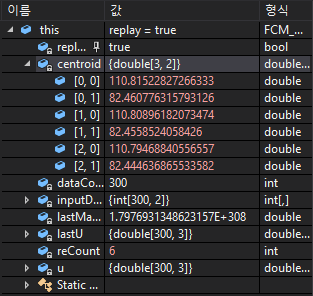 이름 값 형식
this replay = true FCM_...
repl... true bool
centroid {double[3, 2]} double...
[0, 0] 110.81522827266333 double
[0, 1] 82.460776315793126 double
[1, 0] 110.80896182073474 double
[1, 1] 82.4558524058426 double
[2, 0] 110.79468840556557 double
[2, 1] 82.444636865533582 double
dataCo... 300 int
inputD... {int[300, 2]} int[,]
lastMa... 1.7976931348623157E+308 double
lastU {double[300, 3]} double...
reCount 6 int
u {double[300, 3]} double...
Static ...